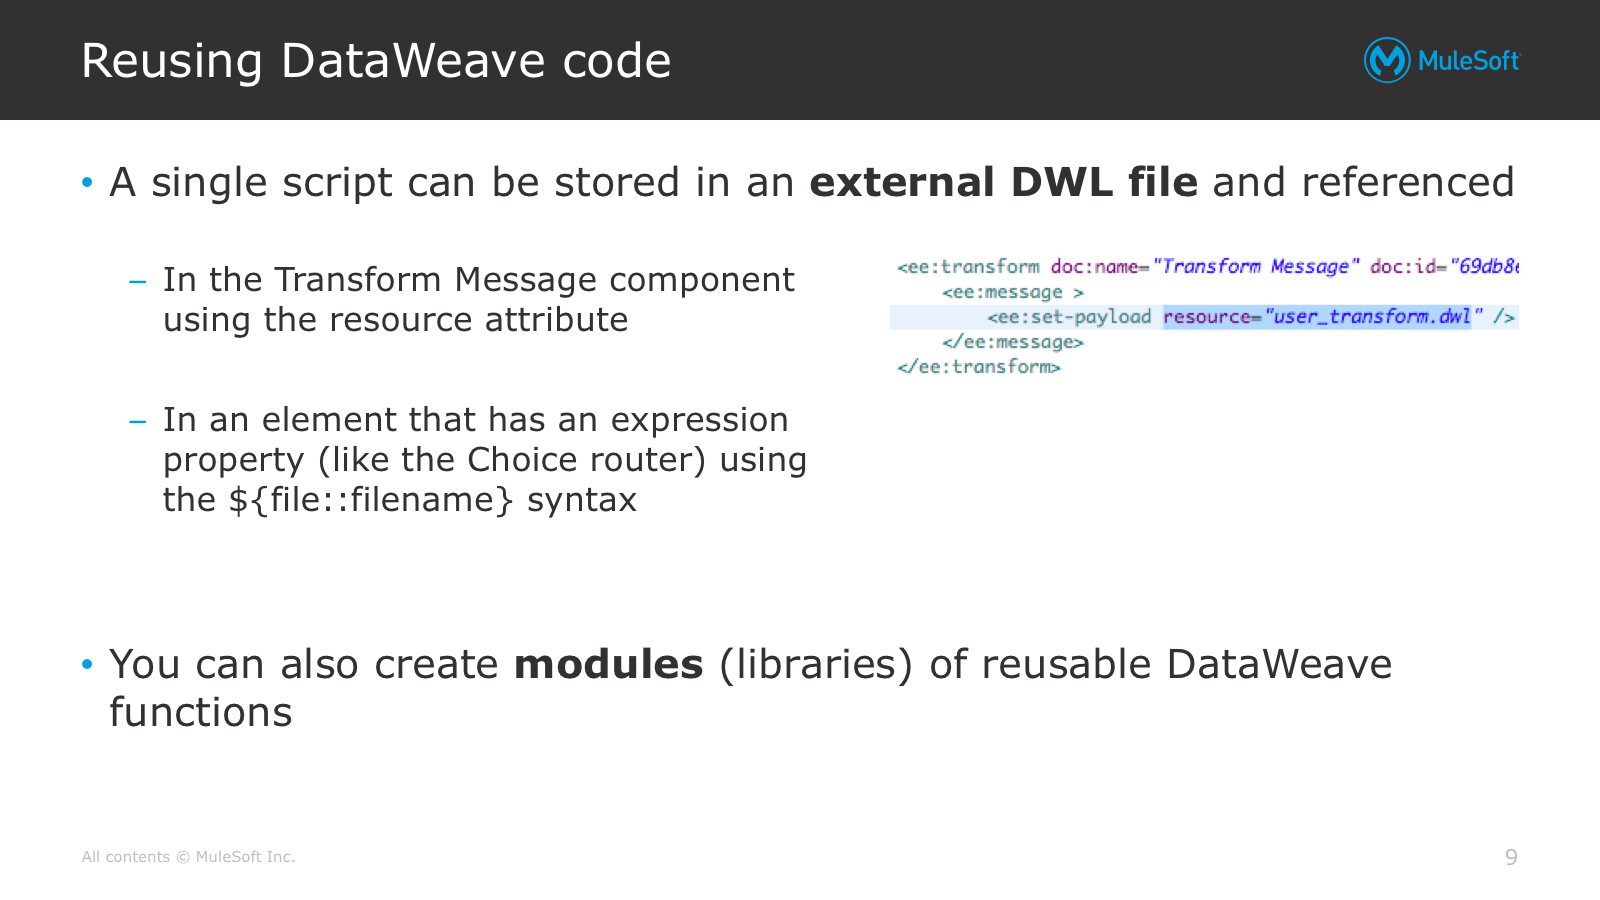 Reusing DataWeave code
MuleSoft
• A single script can be stored in an external DWL file and referenced
– In the Transform Message component
using the resource attribute
<ee:transform doc:name="Transform Message" doc:id="69db8e
<ee:message >
<ee:set-payload resource="user_transform.dwl" />
</ee:message>
</ee:transform>
– In an element that has an expression
property (like the Choice router) using
the ${file::filename} syntax
• You can also create modules (libraries) of reusable DataWeave
functions
All contents © MuleSoft Inc.
9